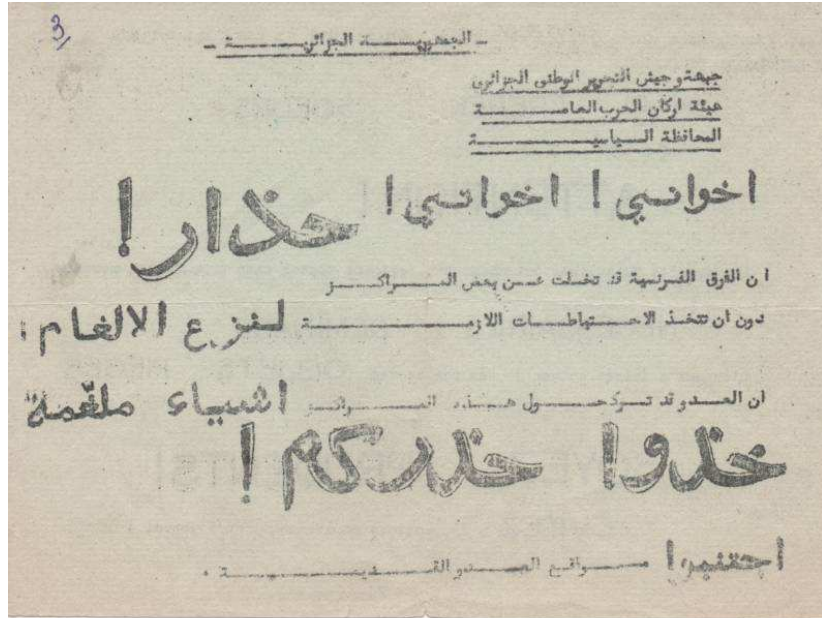 3
_ الجمهورية الجزائرية _
جبهة و جيش التحرير الوطني الجزائري
هيئة اركان الحرب العامة
المحافظة السياسية
اخواني ! اخواني ! حذار !
ان الفرق الفرنسية قد تخلت عن بعض المراكز
دون ان تتخذ الاحتياطات اللازمة لنزع الالغام :
ان العدو قد ترك حول هذه المراكز اشياء ملغمة"
خذوا حذركم !
اجتنبوا مواقع العدو القديمة .